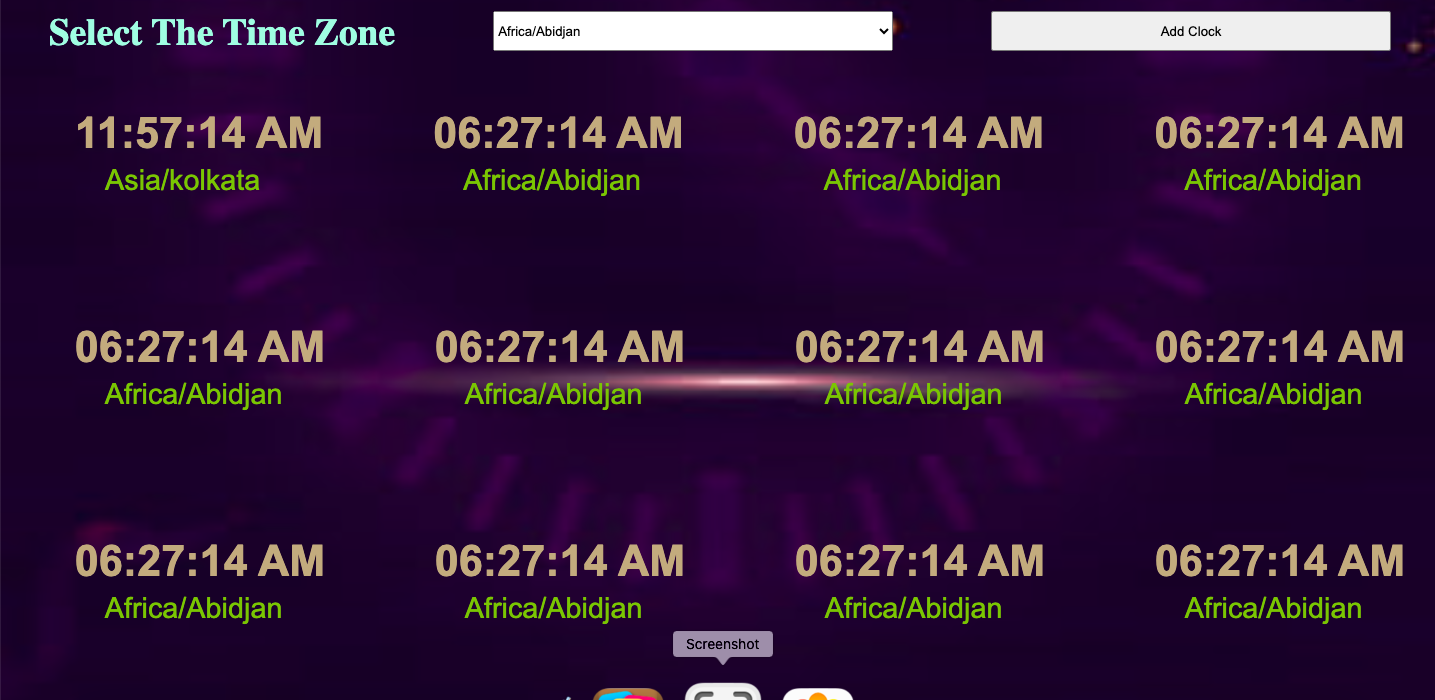 Select The Time Zone Africa/Abidjan Add Clock
11:57:14 AM 06:27:14 AM 06:27:14 AM 06:27:14 AM
Asia/kolkata Africa/Abidjan Africa/Abidjan Africa/Abidjan
06:27:14 AM 06:27:14 AM 06:27:14 AM 06:27:14 AM
Africa/Abidjan Africa/Abidjan Africa/Abidjan Africa/Abidjan
06:27:14 AM 06:27:14 AM 06:27:14 AM 06:27:14 AM
Africa/Abidjan Africa/Abidjan Africa/Abidjan Africa/Abidjan
Screenshot